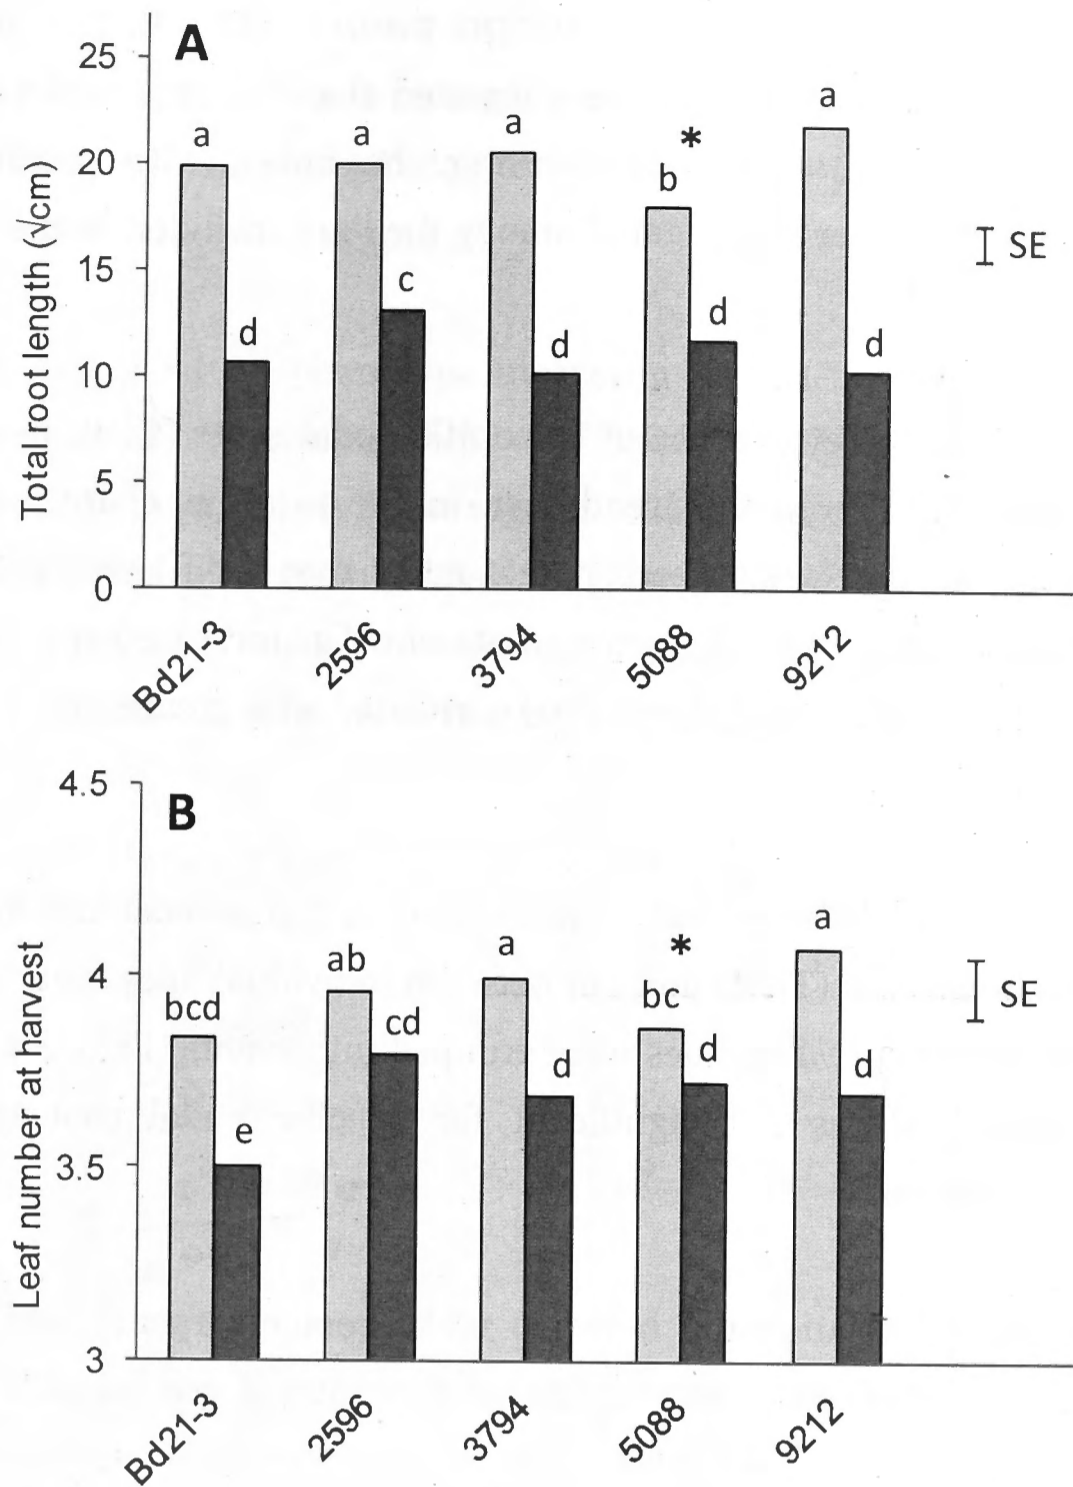 A
25
20
15
10
5
0
Total root length (√cm)
a
d
a
c
a
d
*
b
d
a
d
SE
Bd21-3
2596
3794
5088
9212
B
4.5
4
3.5
3
Leaf number at harvest
bcd
e
ab
cd
a
d
*
bc
d
a
d
SE
Bd21-3
2596
3794
5088
9212